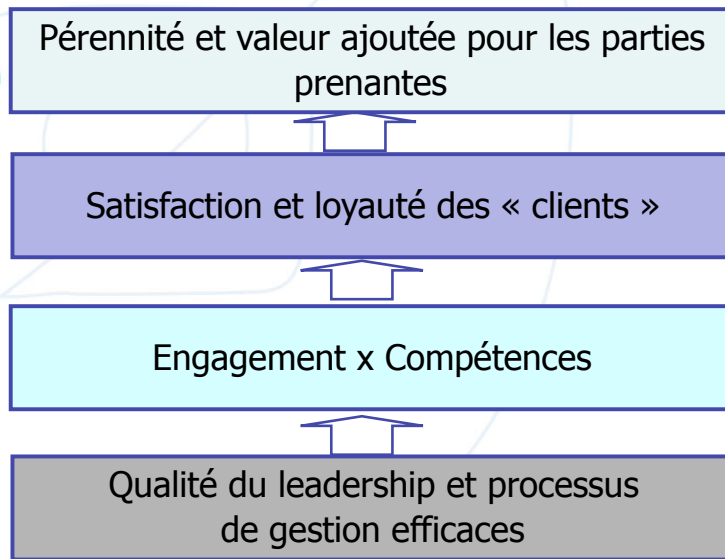 Pérennité et valeur ajoutée pour les parties
prenantes
Satisfaction et loyauté des « clients »
Engagement x Compétences
Qualité du leadership et processus
de gestion efficaces